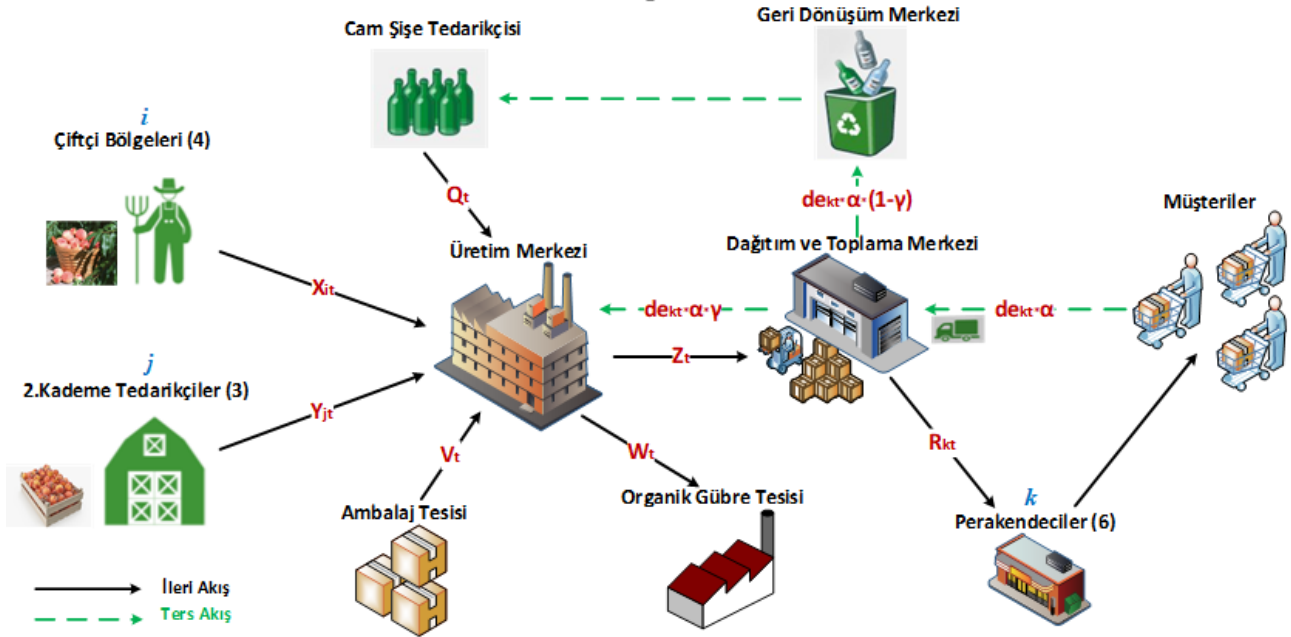 Cam Şişe Tedarikçisi
Geri Dönüşüm Merkezi
i
Çiftçi Bölgeleri (4)
Qt
dekt·α·(1-γ)
Müşteriler
Üretim Merkezi
Dağıtım ve Toplama Merkezi
Xit
dekt·α·γ
dekt·α
Zt
j
2.Kademe Tedarikçiler (3)
Yjt
Vt
Wt
Rkt
Ambalaj Tesisi
Organik Gübre Tesisi
k
Perakendeciler (6)
İleri Akış
Ters Akış